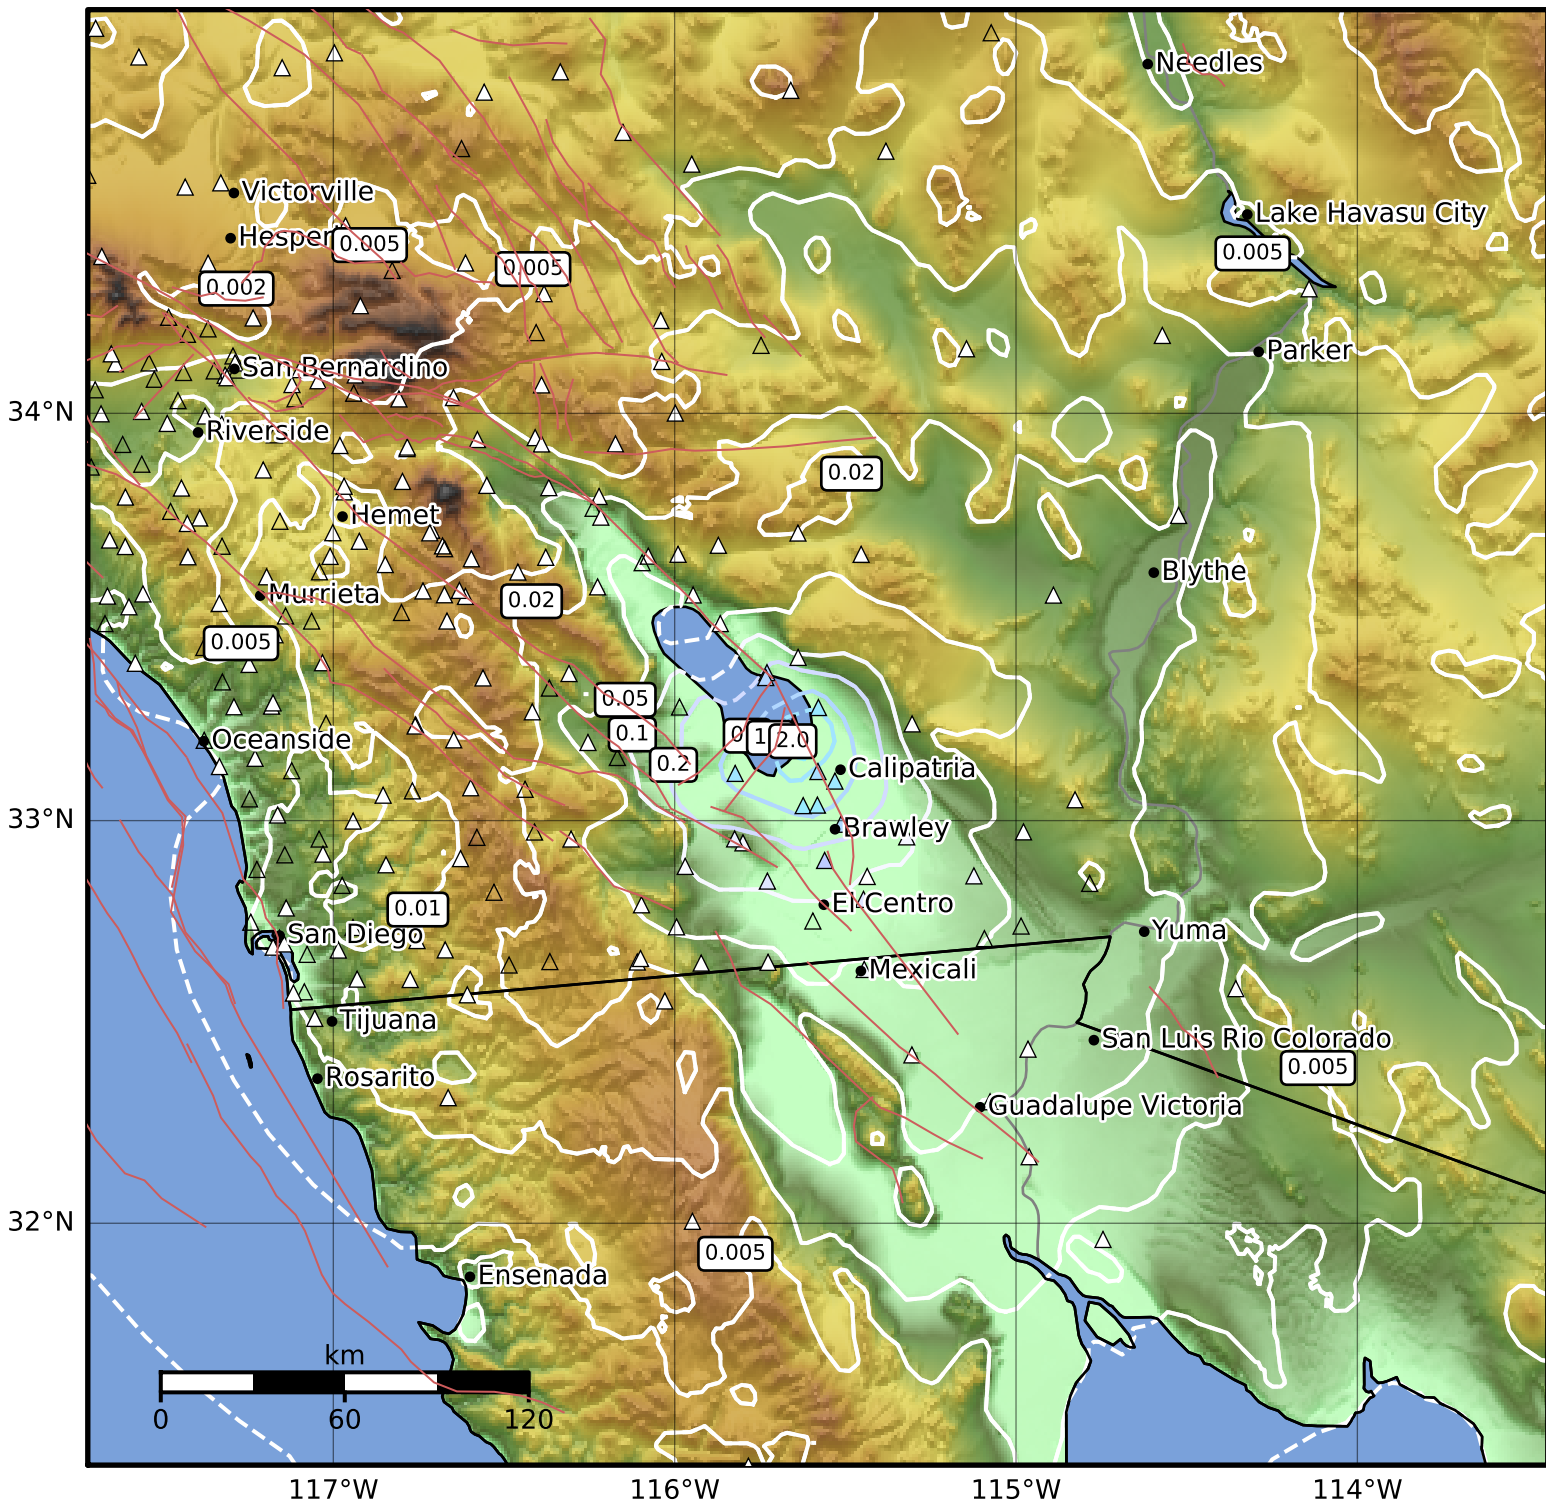 Needles
Victorville
Lake Havasu City
Hesper
0.005
0.005
0.005
0.002
Parker
San Bernardino
34°N
Riverside
0.02
Hemet
Blythe
Murrieta
0.02
0.005
0.05
Oceanside
0.1
2.0
0.2
Calipatria
33°N
Brawley
0.01
El Centro
San Diego
Yuma
Mexicali
Tijuana
San Luis Rio Colorado
0.005
Rosarito
Guadalupe Victoria
32°N
0.005
Ensenada
km
0 60 120
117°W 116°W 115°W 114°W